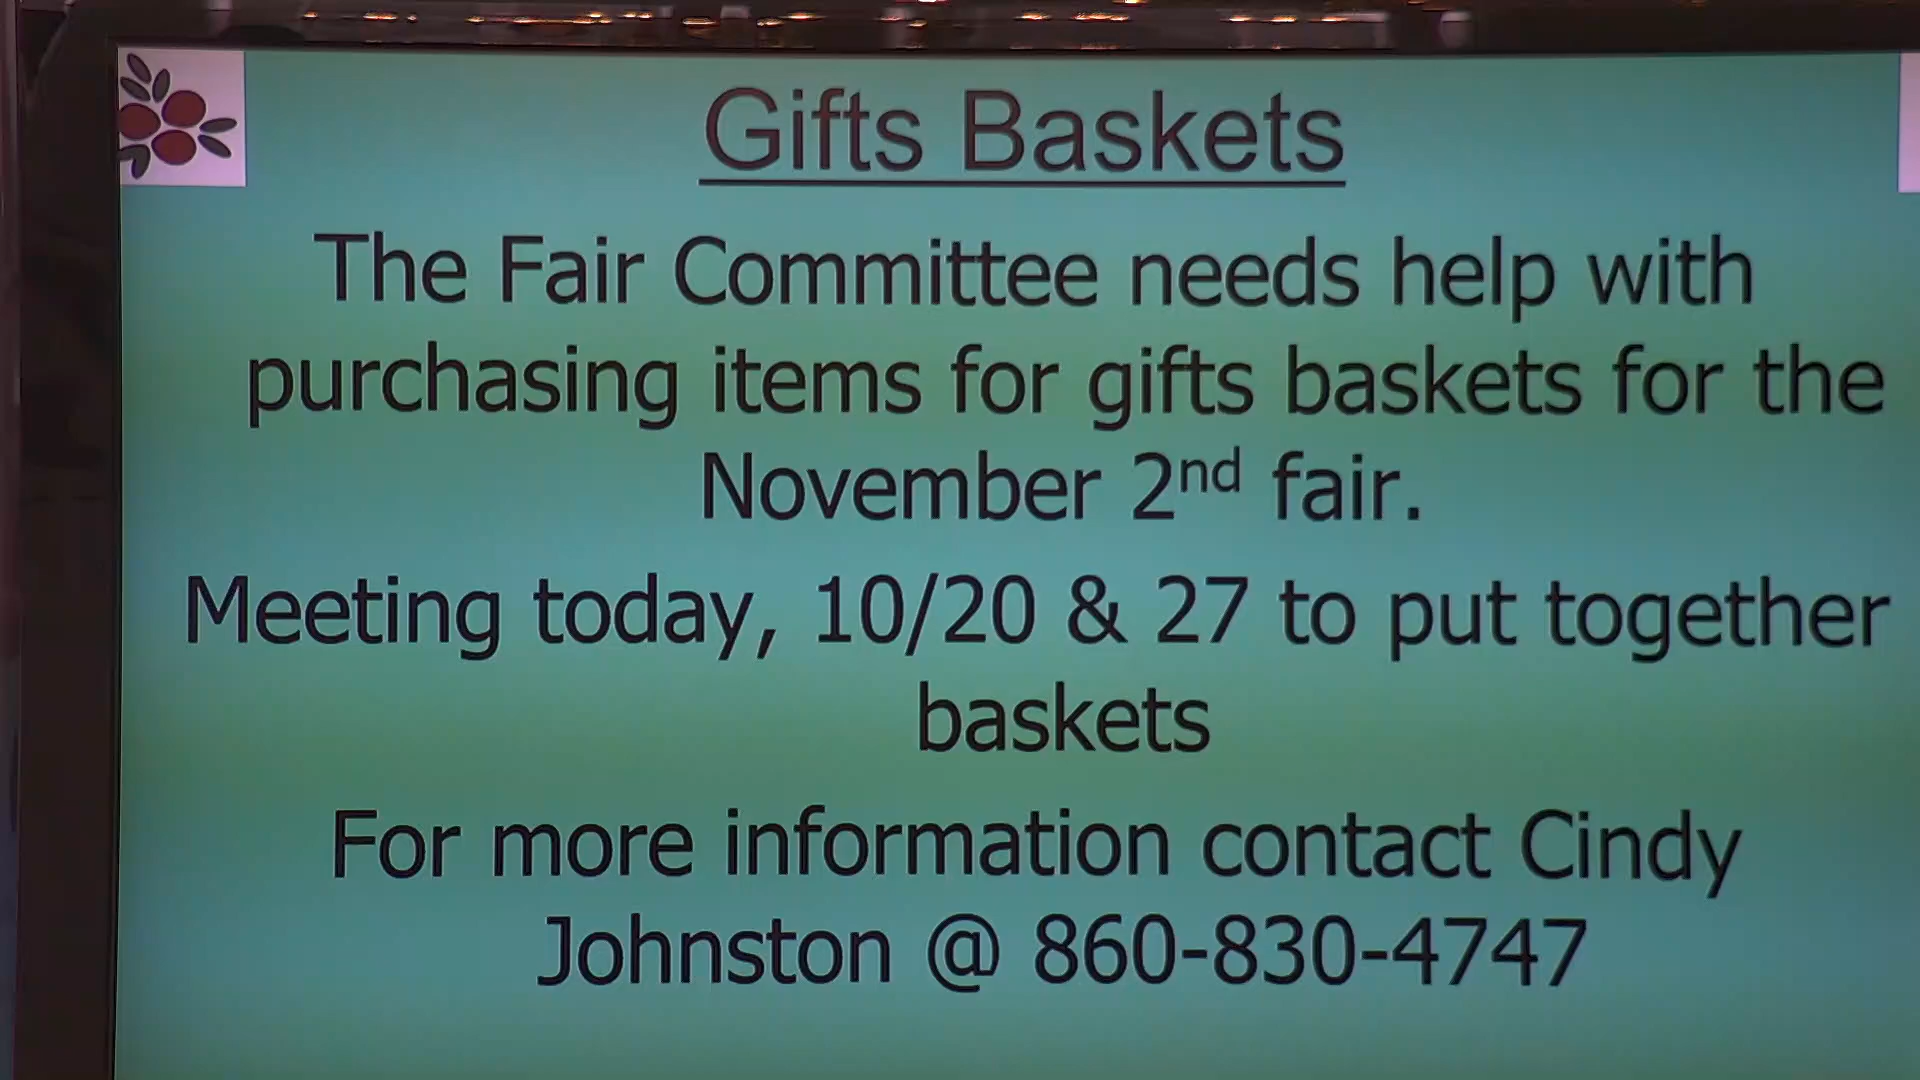 Gifts Baskets
The Fair Committee needs help with
purchasing items for gifts baskets for the
November 2nd fair.
Meeting today, 10/20 & 27 to put together
baskets
For more information contact Cindy
Johnston @ 860-830-4747